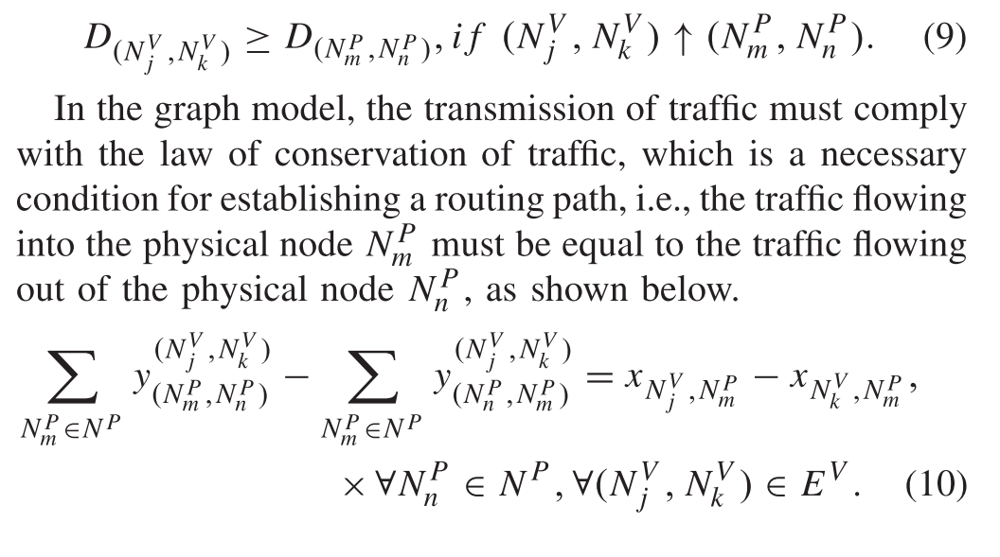 $D_{(N_j^V, N_k^V)} \geq D_{(N_m^P, N_n^P)}, if\ (N_j^V, N_k^V) \uparrow (N_m^P, N_n^P).$ (9)
In the graph model, the transmission of traffic must comply
with the law of conservation of traffic, which is a necessary
condition for establishing a routing path, i.e., the traffic flowing
into the physical node $N_m^P$ must be equal to the traffic flowing
out of the physical node $N_n^P$, as shown below.
$\sum_{N_m^P \in N^P} y_{(N_m^P, N_n^P)}^{(N_j^V, N_k^V)} - \sum_{N_m^P \in N^P} y_{(N_n^P, N_m^P)}^{(N_j^V, N_k^V)} = x_{N_j^V, N_m^P} - x_{N_k^V, N_m^P},$
$\times \forall N_n^P \in N^P, \forall (N_j^V, N_k^V) \in E^V.$ (10)